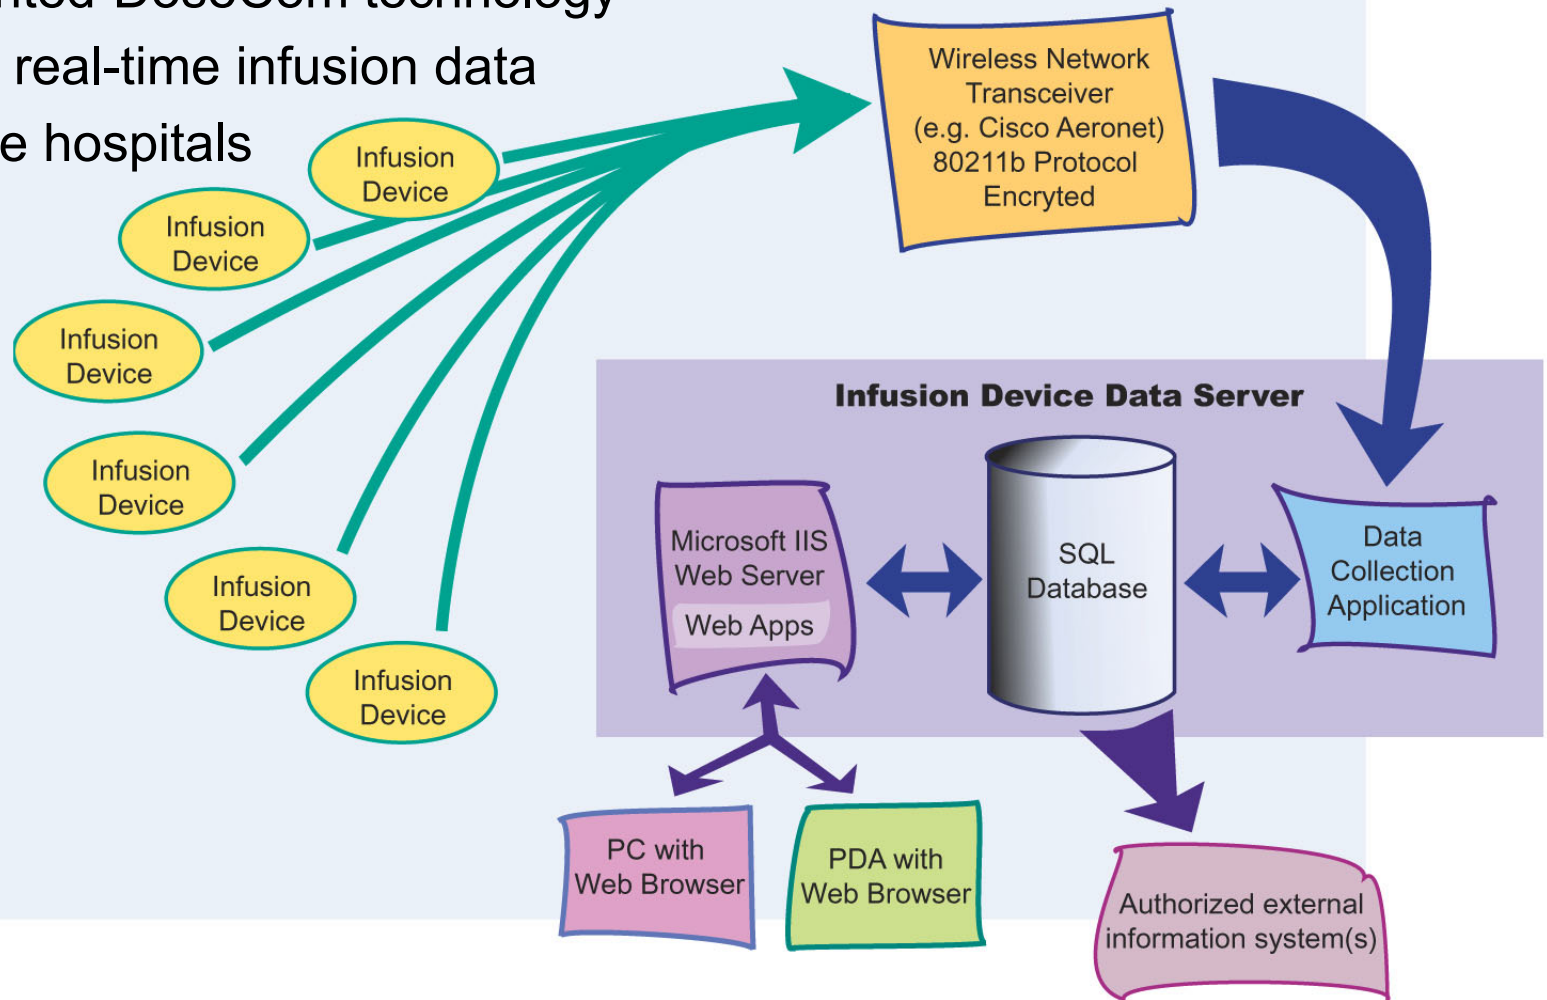 real-time infusion data
hospitals
Wireless Network
Transceiver
(e.g. Cisco Aeronet)
80211b Protocol
Encryted
Infusion
Device
Infusion
Device
Infusion
Device
Infusion
Device
Infusion
Device
Infusion
Device
Infusion Device Data Server
Microsoft IIS
Web Server
Web Apps
SQL
Database
Data
Collection
Application
PC with
Web Browser
PDA with
Web Browser
Authorized external
information system(s)